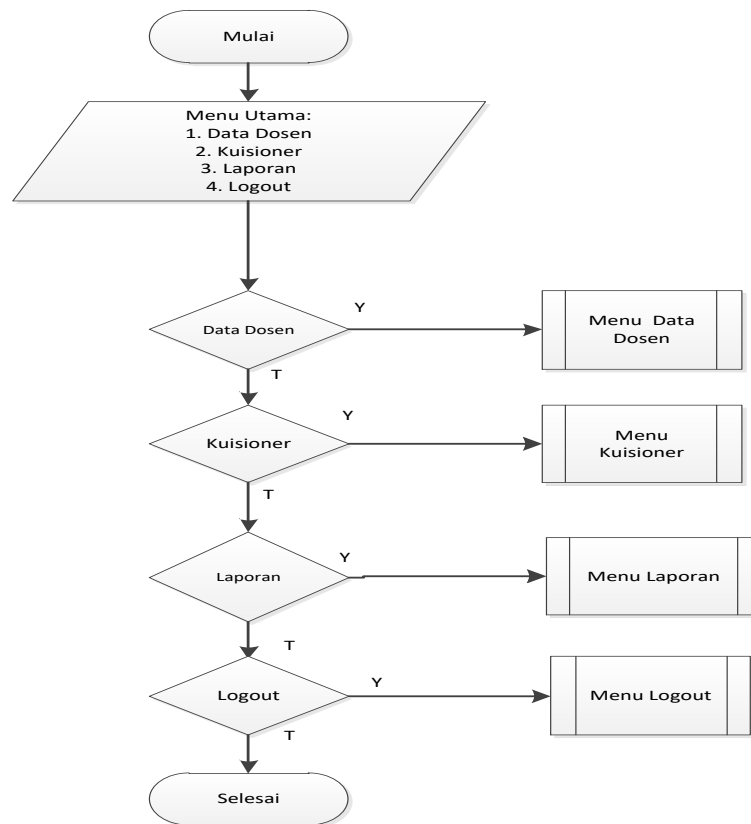 Mulai
Menu Utama:
1. Data Dosen
2. Kuisioner
3. Laporan
4. Logout
Data Dosen
Y
Menu Data
Dosen
T
Kuisioner
Y
Menu
Kuisioner
T
Laporan
Y
Menu Laporan
T
Logout
Y
Menu Logout
T
Selesai